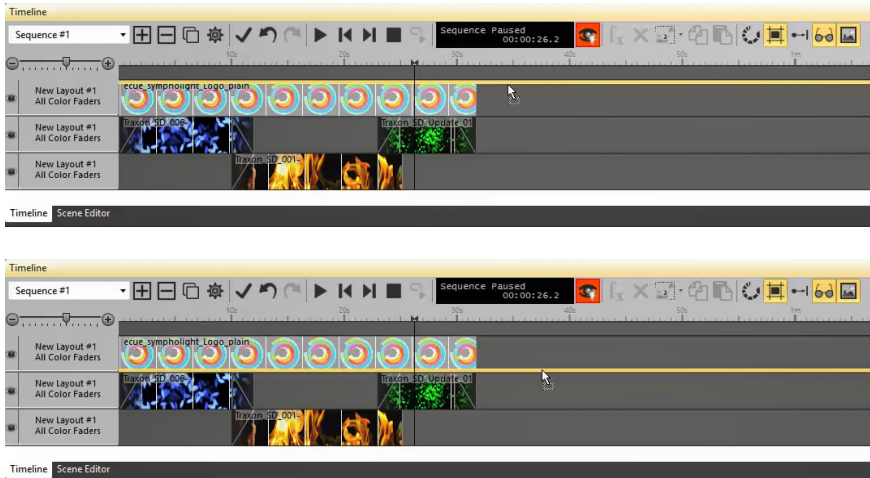 Timeline
Sequence #1
Sequence Paused
00:00:26.2
10s 20s 30s 40s 50s 1m
New Layout #1
All Color Faders
ecue_sympholight_Logo_plain
New Layout #1
All Color Faders
Traxon_SD_006-
Traxon_SD_Update_01
New Layout #1
All Color Faders
Traxon_SD_001-
Timeline Scene Editor
Timeline
Sequence #1
Sequence Paused
00:00:26.2
10s 20s 30s 40s 50s 1m
New Layout #1
All Color Faders
ecue_sympholight_Logo_plain
New Layout #1
All Color Faders
Traxon_SD_006-
Traxon_SD_Update_01
New Layout #1
All Color Faders
Traxon_SD_001-
Timeline Scene Editor